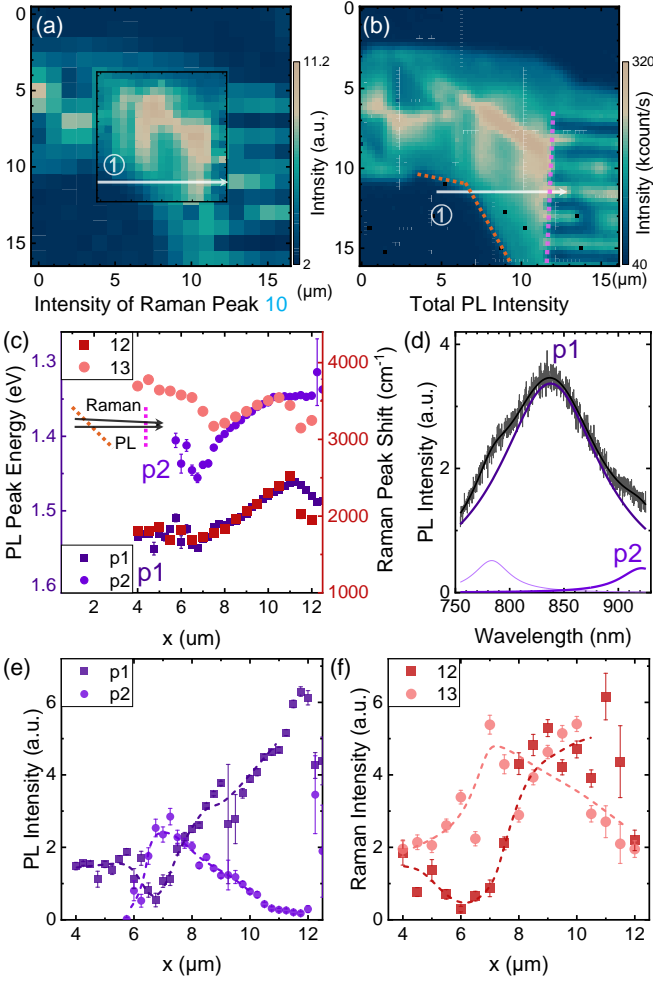 (a)
0
5
10
15
0
5
10
15
(μm)
①
11.2
2
Intnsity (a.u.)
Intensity of Raman Peak 10
(b)
0
5
10
15
0
5
10
15
(μm)
①
320
40
Intnsity (kcount/s)
Total PL Intensity
(c)
12
13
Raman
PL
p2
p1
p1
p2
1.3
1.4
1.5
1.6
PL Peak Energy (eV)
4000
3000
2000
1000
Raman Peak Shift (cm-1)
2
4
6
8
10
12
x (um)
(d)
p1
p2
4
2
0
PL Intensity (a.u.)
750
800
850
900
Wavelength (nm)
(e)
p1
p2
6
4
2
0
PL Intensity (a.u.)
4
6
8
10
12
x (μm)
(f)
12
13
6
4
2
0
Raman Intensity (a.u.)
4
6
8
10
12
x (μm)